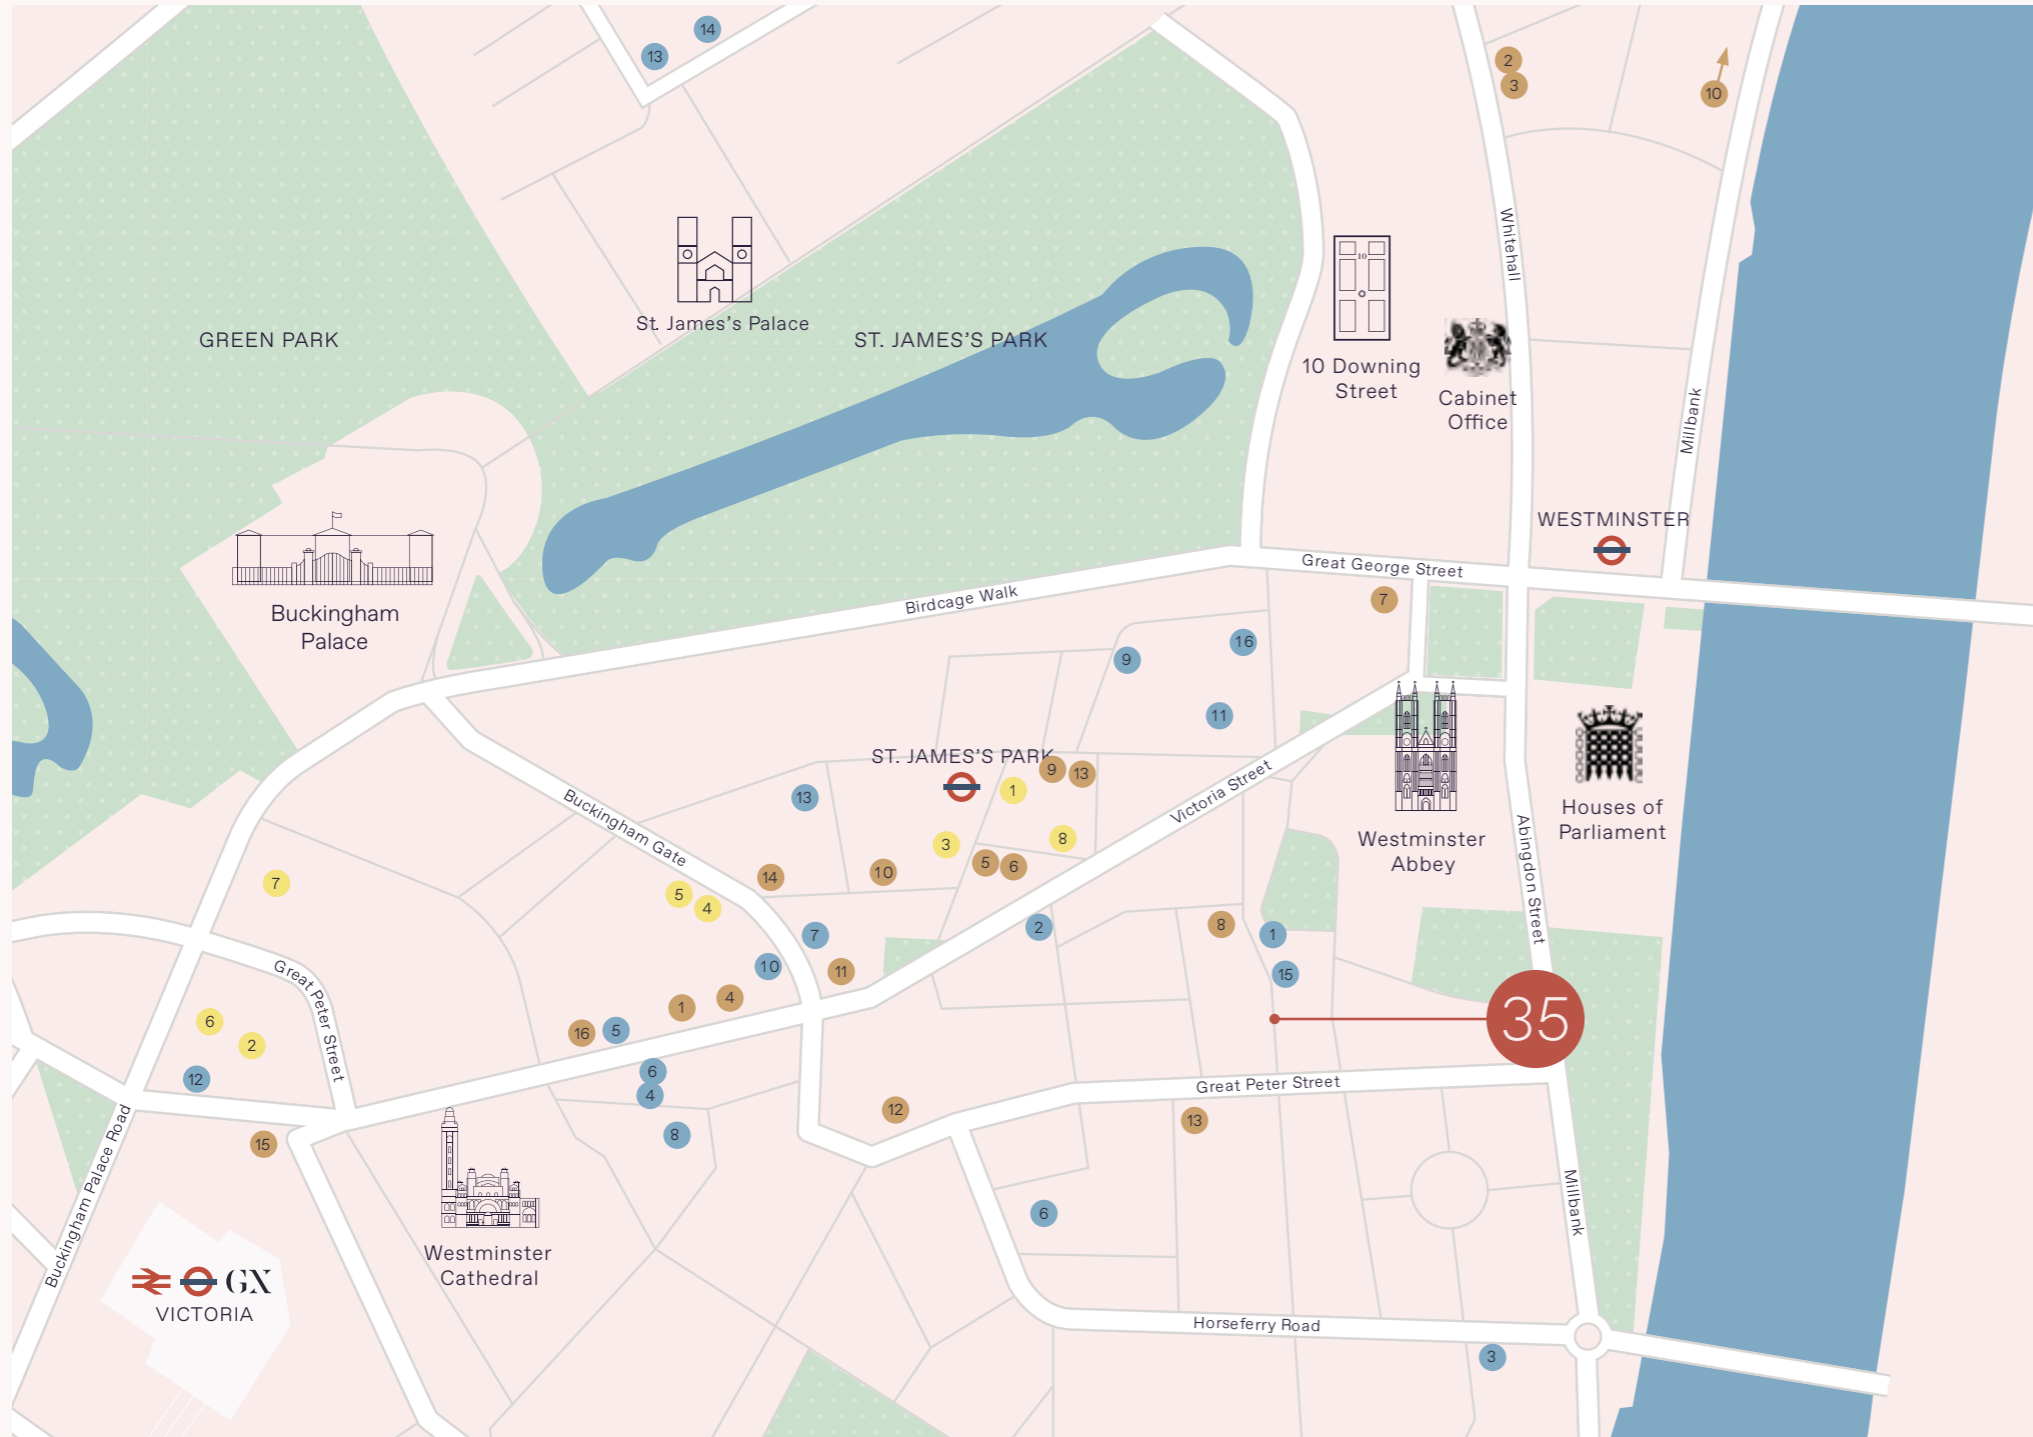 14
13
2
3
10
Whitehall
10
St. James's Palace
GREEN PARK
ST. JAMES'S PARK
10 Downing
Street
Cabinet
Office
Millbank
WESTMINSTER
Great George Street
Birdcage Walk
7
Buckingham
Palace
16
9
11
ST. JAMES'S PARK
9
13
1
13
Victoria Street
Buckingham Gate
Houses of
Parliament
Westminster
Abbey
Abingdon Street
3
8
5
6
10
14
7
5
4
2
8
1
7
10
11
15
Great Peter Street
4
1
16
5
35
6
2
12
6
4
8
Great Peter Street
12
13
15
Buckingham Palace Road
Millbank
6
Westminster
Cathedral
GX
VICTORIA
Horseferry Road
3